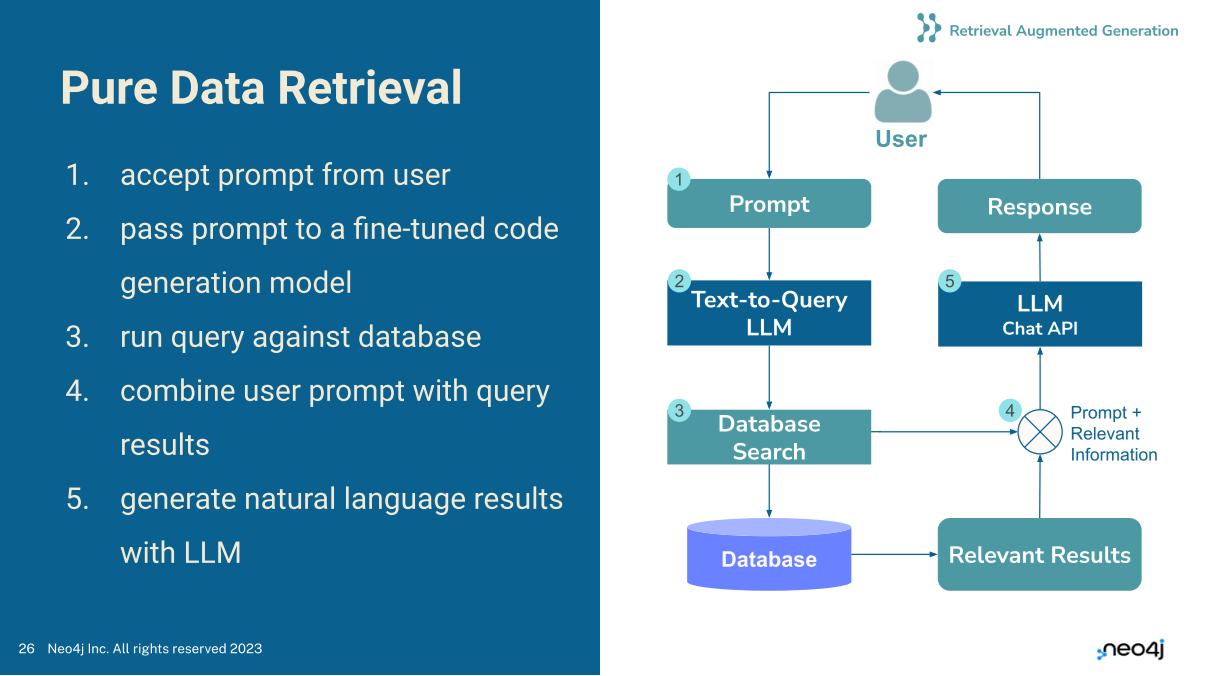 Retrieval Augmented Generation
Pure Data Retrieval
1. accept prompt from user
2. pass prompt to a fine-tuned code
generation model
3. run query against database
4. combine user prompt with query
results
5. generate natural language results
with LLM
User
1
Prompt
Response
2
Text-to-Query
LLM
5
LLM
Chat API
3
Database
Search
4
Prompt +
Relevant
Information
Database
Relevant Results
26 Neo4j Inc. All rights reserved 2023
neo4j